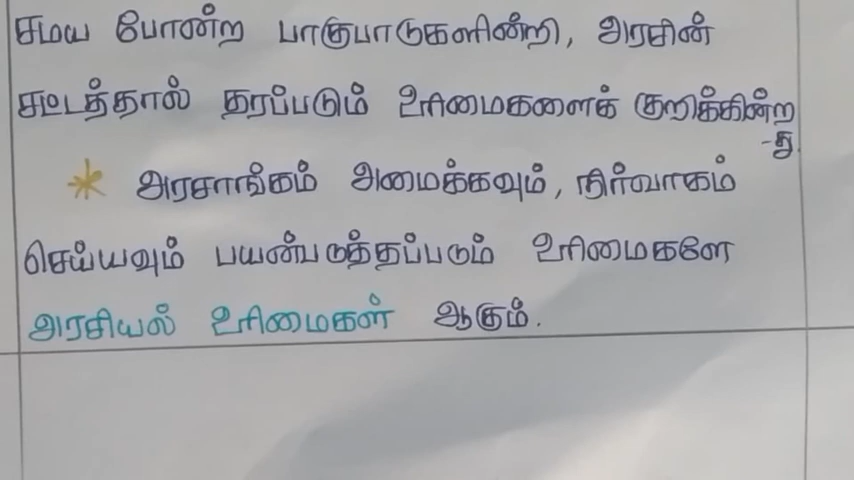 சமய போன்ற பாகுபாடுகளின்றி, அரசின்
சட்டத்தால் தரப்படும் உரிமைகளைக் குறிக்கின்ற
-து.
* அரசாங்கம் அமைக்கவும், நிர்வாகம்
செய்யவும் பயன்படுத்தப்படும் உரிமைகளே
அரசியல் உரிமைகள் ஆகும்.